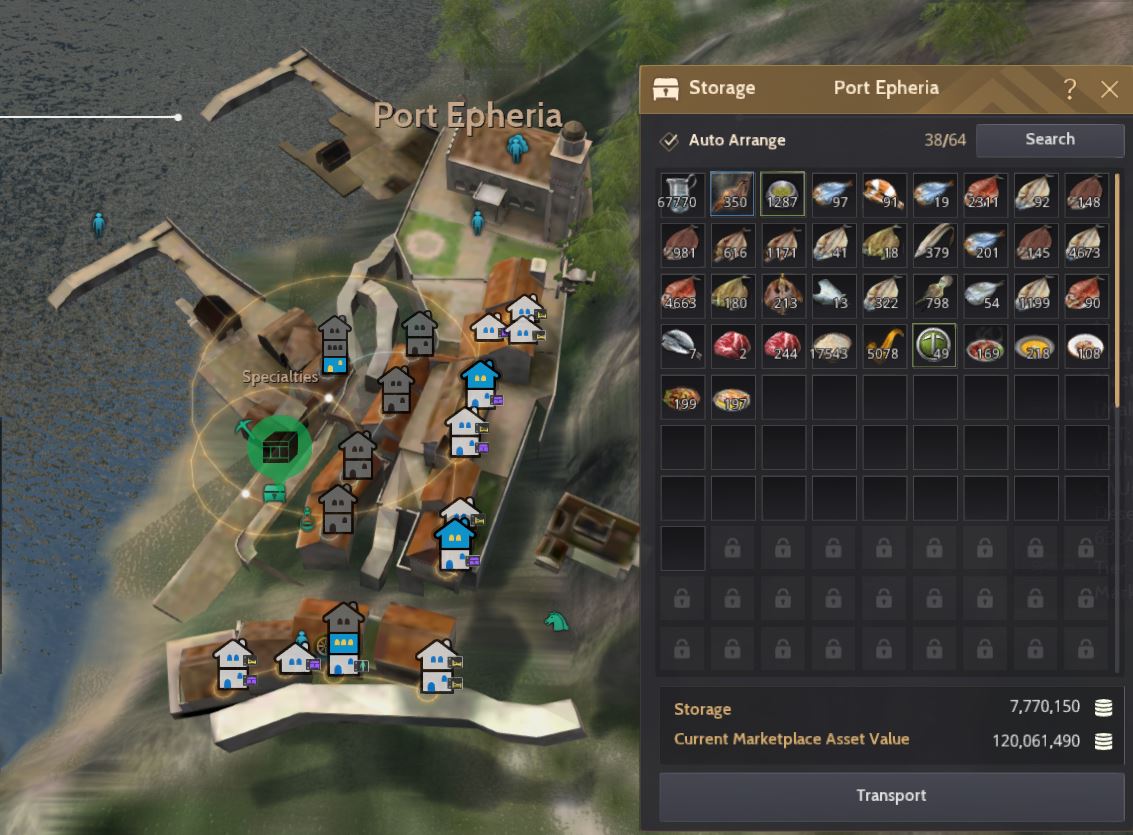 Port Epheria
Specialties
Storage
Port Epheria
?
Auto Arrange
38/64
Search
67770 350 1287 97 91 19 2311 92 148
981 616 1171 41 18 379 201 145 4673
4663 180 213 13 322 798 54 1199 90
7 2 244 17543 5078 49 169 218 108
199 197
Storage
7,770,150
Current Marketplace Asset Value
120,061,490
Transport